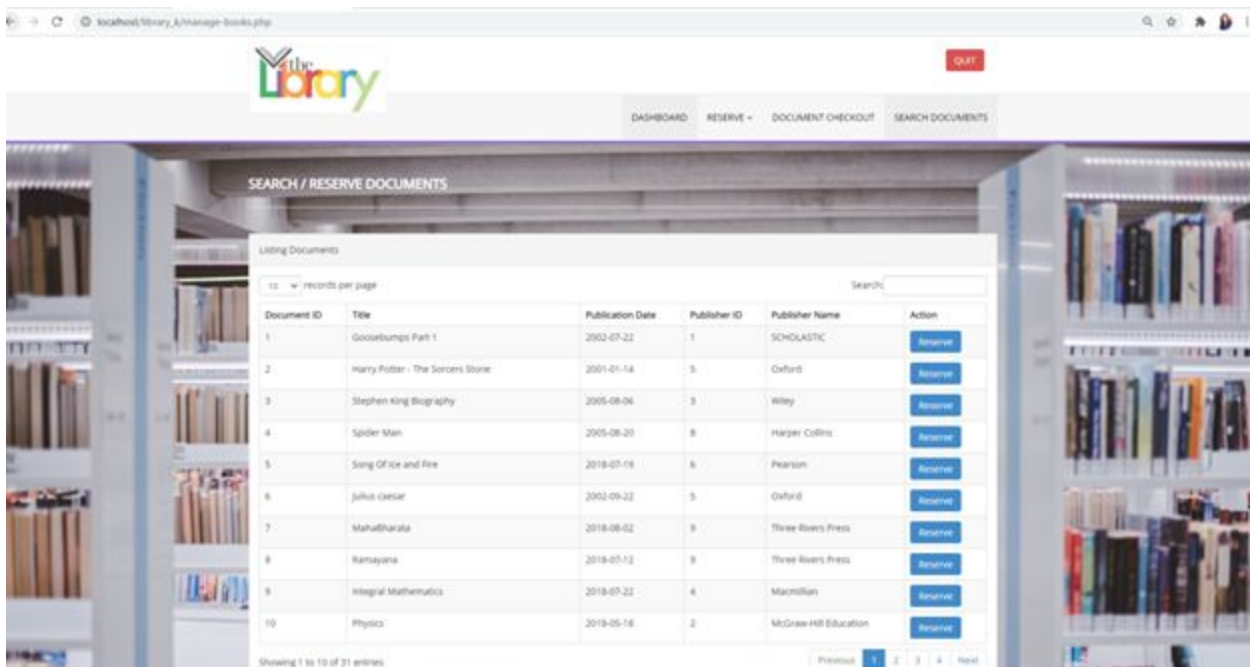 localhost/library_k/manage-books.php
the Library
QUIT
DASHBOARD RESERVE DOCUMENT CHECKOUT SEARCH DOCUMENTS
SEARCH / RESERVE DOCUMENTS
Listing Documents
10 records per page Search:
Document ID Title Publication Date Publisher ID Publisher Name Action
1 Goosebumps Part 1 2002-07-22 1 SCHOLASTIC Reserve
2 Harry Potter - The Sorcers Stone 2001-01-14 5 Oxford Reserve
3 Stephen King Biography 2005-08-06 3 Wiley Reserve
4 Spider Man 2005-08-20 8 Harper Collins Reserve
5 Song Of Ice and Fire 2018-07-19 6 Pearson Reserve
6 Julius caesar 2002-09-22 5 Oxford Reserve
7 MahaBharata 2018-08-02 9 Three Rivers Press Reserve
8 Ramayana 2018-07-12 9 Three Rivers Press Reserve
9 Integral Mathematics 2018-07-22 4 Macmillian Reserve
10 Physics 2018-05-18 2 McGraw-Hill Education Reserve
Showing 1 to 10 of 31 entries Previous 1 2 3 4 Next